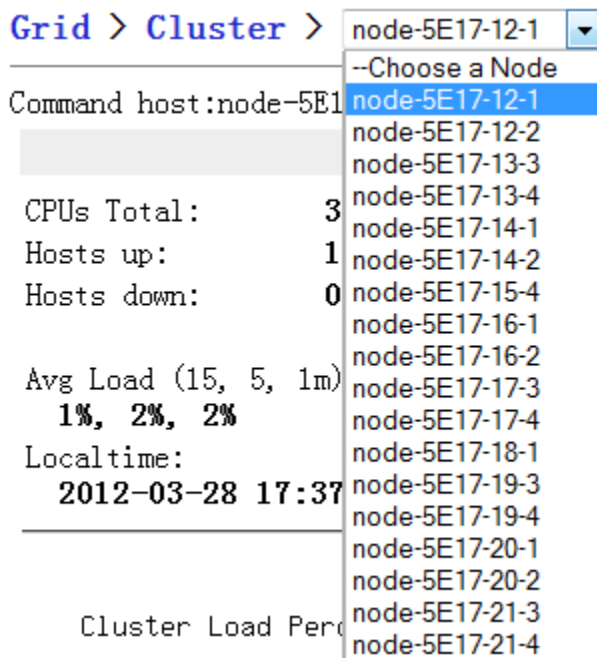 Grid > Cluster > node-5E17-12-1
--Choose a Node
node-5E17-12-1
node-5E17-12-2
node-5E17-13-3
node-5E17-13-4
node-5E17-14-1
node-5E17-14-2
node-5E17-15-4
node-5E17-16-1
node-5E17-16-2
node-5E17-17-3
node-5E17-17-4
node-5E17-18-1
node-5E17-19-3
node-5E17-19-4
node-5E17-20-1
node-5E17-20-2
node-5E17-21-3
node-5E17-21-4
Command host:node-5E1
CPUs Total: 3
Hosts up: 1
Hosts down: 0
Avg Load (15, 5, 1m)
1%, 2%, 2%
Localtime:
2012-03-28 17:37
Cluster Load Perc